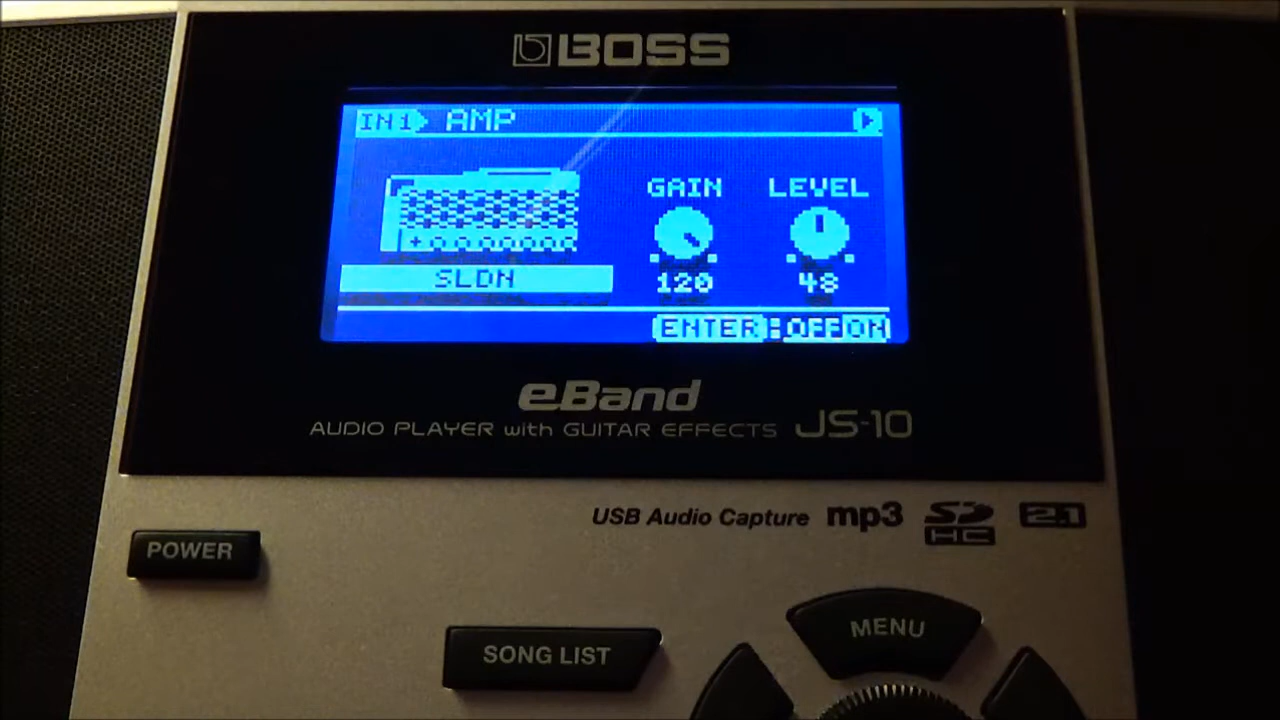 BOSS
IN1 AMP
GAIN LEVEL
SLDN 120 48
ENTER:OFF ON
eBand
AUDIO PLAYER with GUITAR EFFECTS JS-10
USB Audio Capture mp3 SD HC 2.1
POWER
MENU
SONG LIST